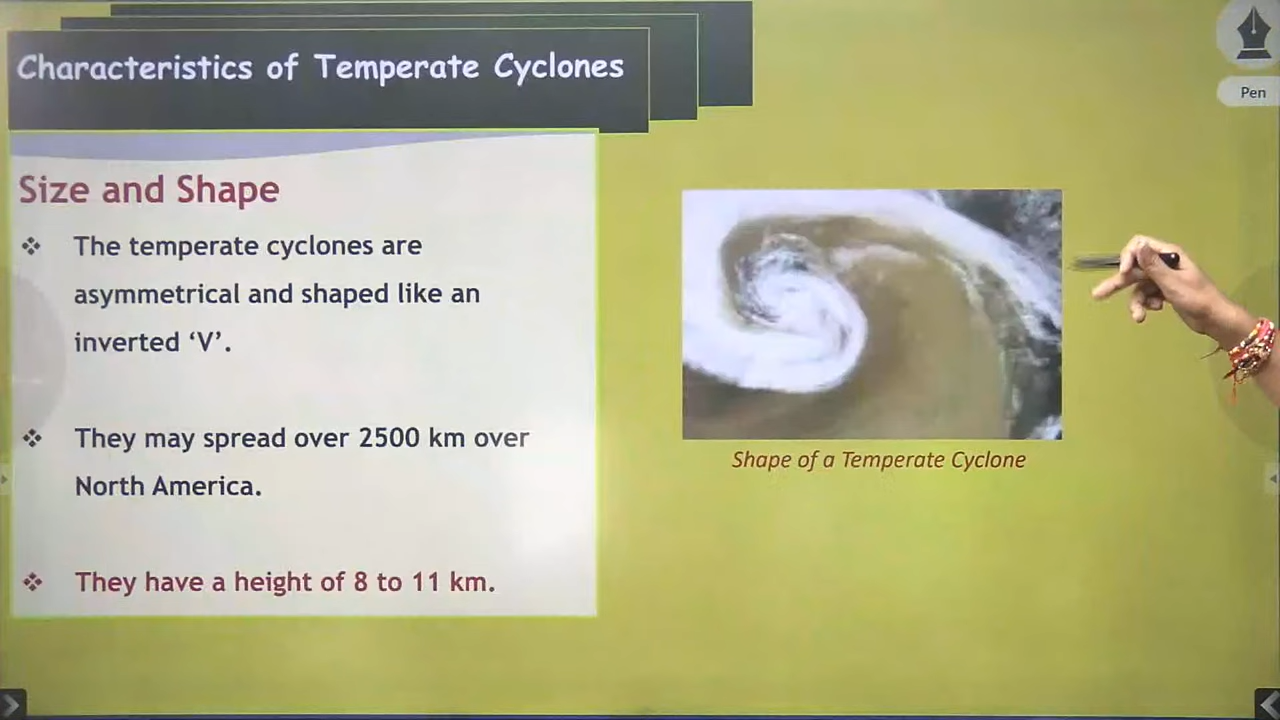 Characteristics of Temperate Cyclones
Pen
Size and Shape
❖ The temperate cyclones are
asymmetrical and shaped like an
inverted ‘V’.
❖ They may spread over 2500 km over
North America.
❖ They have a height of 8 to 11 km.
Shape of a Temperate Cyclone